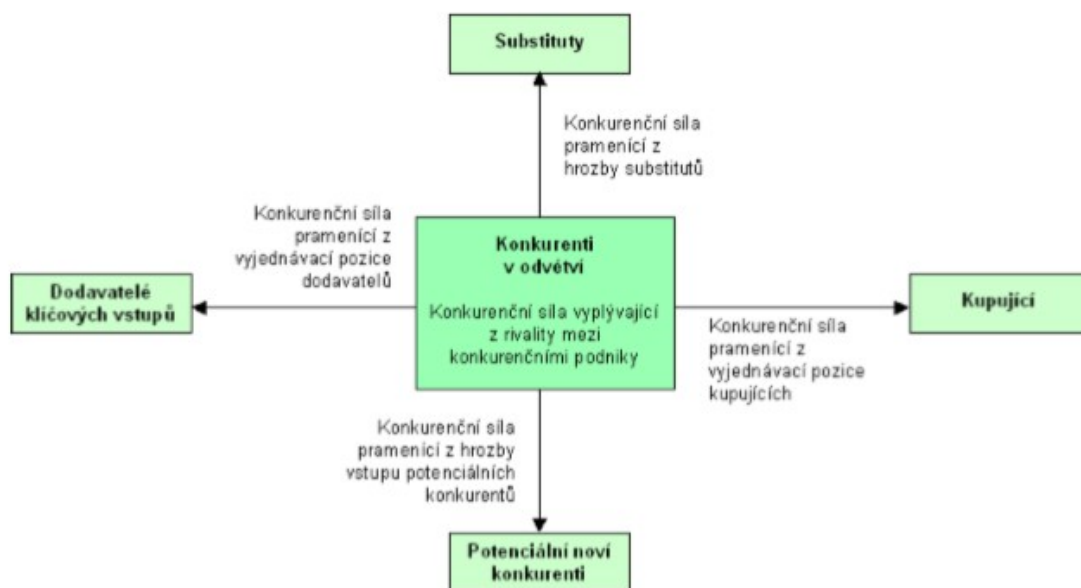 Substituty
Konkurenční síla
pramenící z
hrozby substitutů
Konkurenční síla
pramenící z
vyjednávací pozice
dodavatelů
Konkurenti
v odvětví
Konkurenční síla vyplývající
z rivality mezi
konkurenčními podniky
Dodavatelé
klíčových vstupů
Kupující
Konkurenční síla
pramenící z
vyjednávací pozice
kupujících
Konkurenční síla
pramenící z hrozby
vstupu potenciálních
konkurentů
Potenciální noví
konkurenti